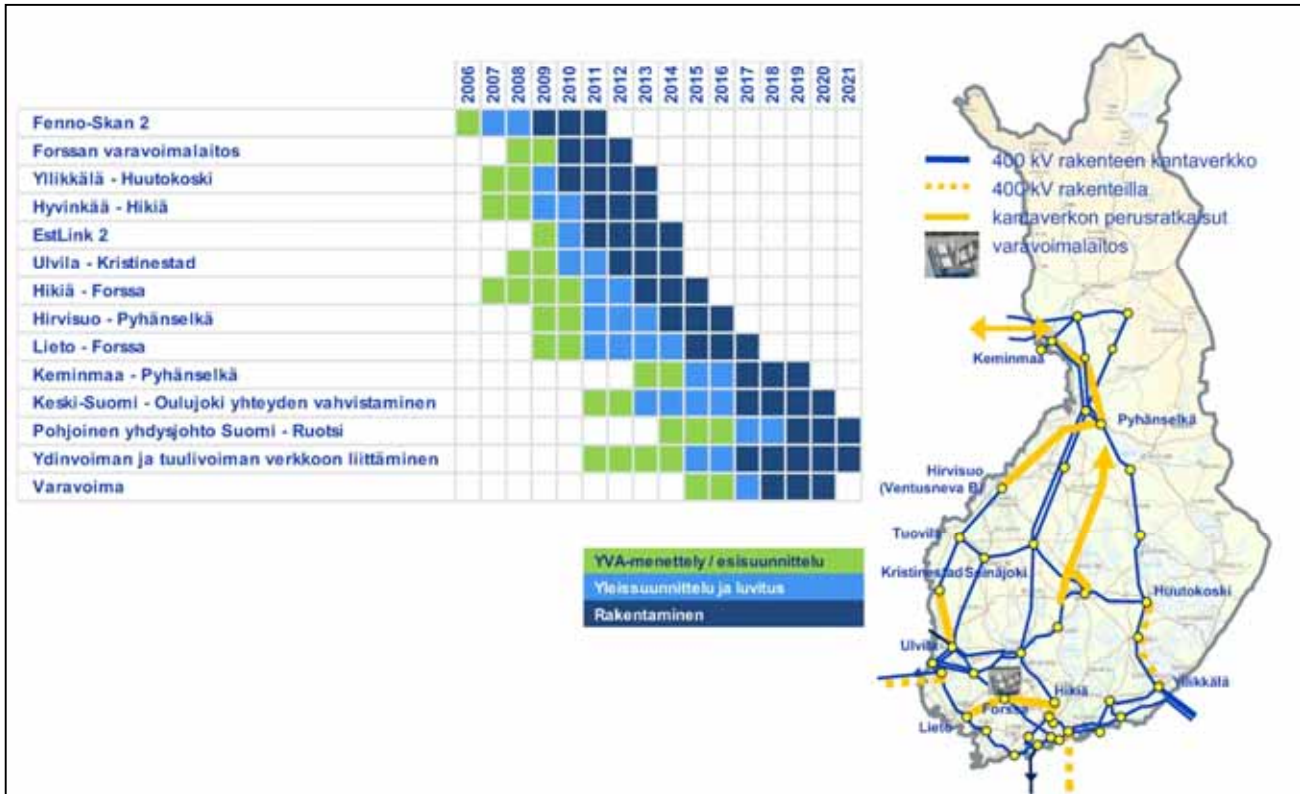 2006 2007 2008 2009 2010 2011 2012 2013 2014 2015 2016 2017 2018 2019 2020 2021
Fenno-Skan 2
Forssan varavoimalaitos
Yllikkälä - Huutokoski
Hyvinkää - Hikiä
EstLink 2
Ulvila - Kristinestad
Hikiä - Forssa
Hirvisuo - Pyhänselkä
Lieto - Forssa
Keminmaa - Pyhänselkä
Keski-Suomi - Oulujoki yhteyden vahvistaminen
Pohjoinen yhdysjohto Suomi - Ruotsi
Ydinvoiman ja tuulivoiman verkkoon liittäminen
Varavoima
YVA-menettely / esisuunnittelu
Yleissuunnittelu ja luvitus
Rakentaminen
400 kV rakenteen kantaverkko
400 kV rakenteilla
kantaverkon perusratkaisut
varavoimalaitos
Keminmaa
Pyhänselkä
Hirvisuo
(Ventusneva B)
Tuovila
Kristinestad Seinäjoki
Huutokoski
Ulvila
Yllikkälä
Hikiä
Forssa
Lieto